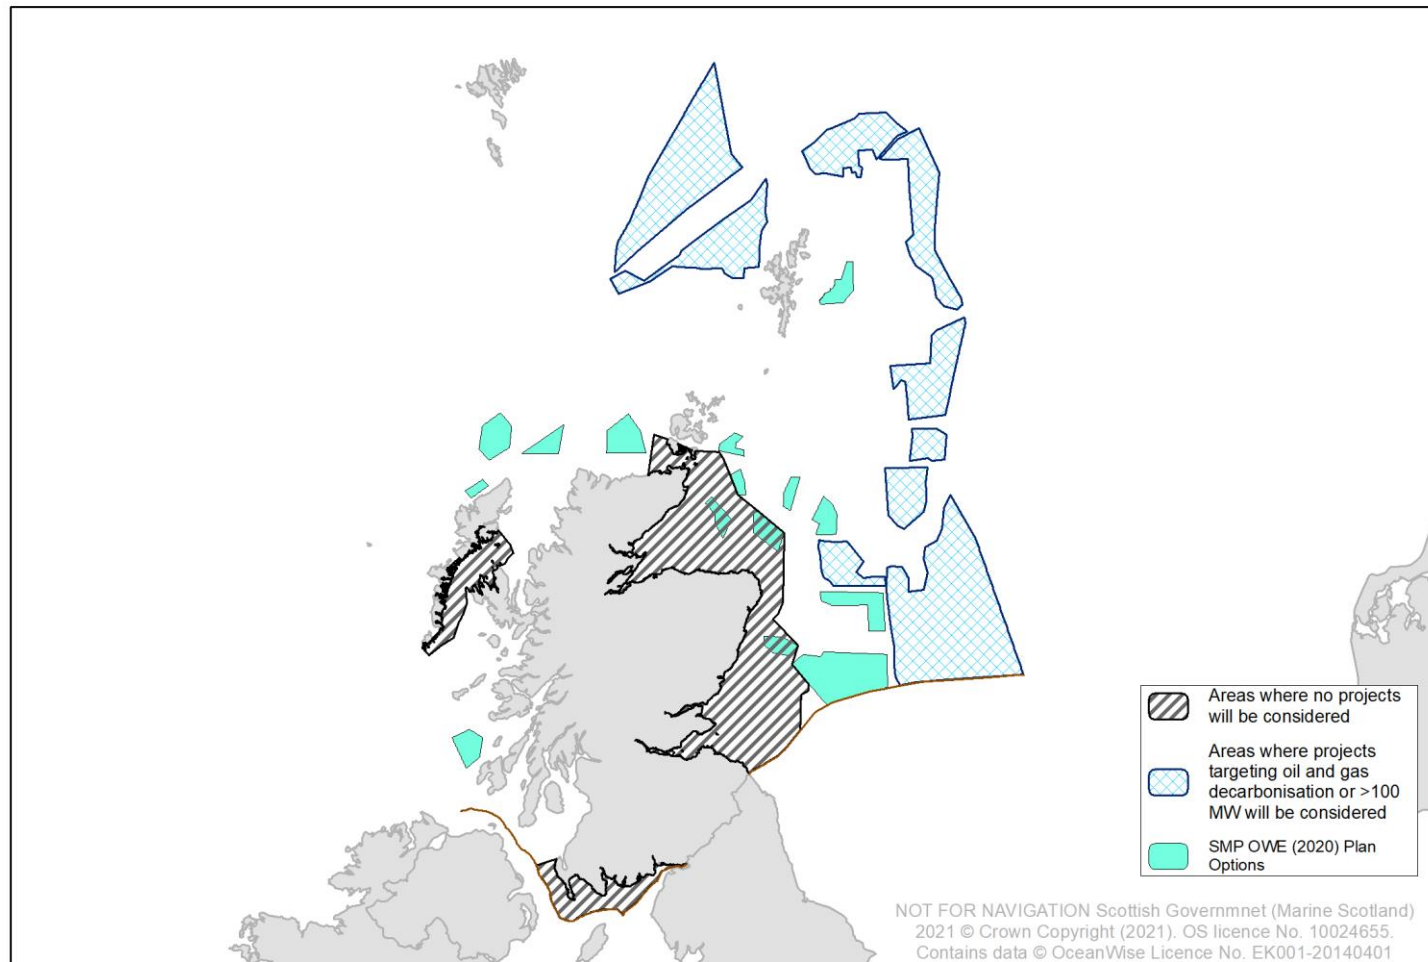 Areas where no projects
will be considered
Areas where projects
targeting oil and gas
decarbonisation or >100
MW will be considered
SMP OWE (2020) Plan
Options
NOT FOR NAVIGATION Scottish Governmnet (Marine Scotland)
2021 © Crown Copyright (2021). OS licence No. 10024655.
Contains data © OceanWise Licence No. EK001-20140401